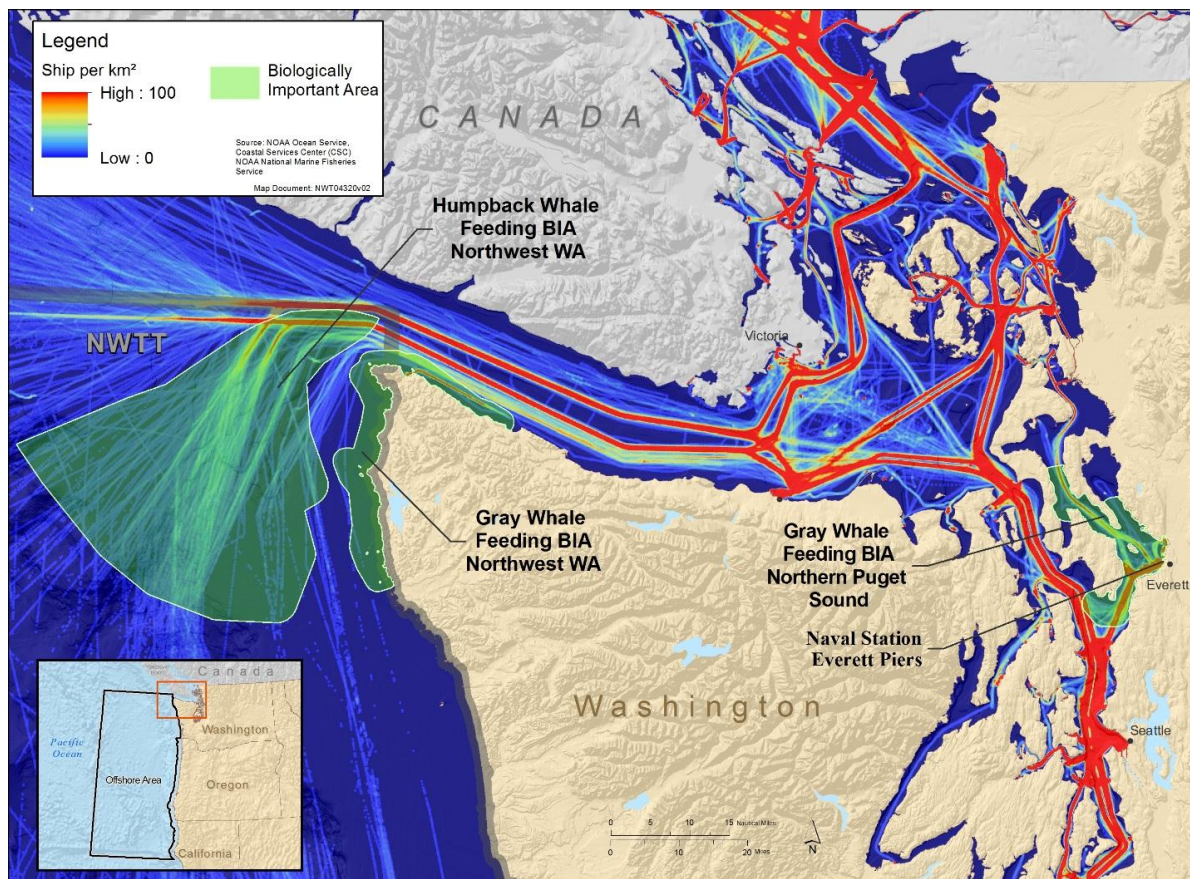 Legend
Ship per km²
High : 100
Low : 0
Biologically
Important Area
Source: NOAA Ocean Service,
Coastal Services Center (CSC)
NOAA National Marine Fisheries
Service
Map Document: NWT04320v02
CANADA
Humpback Whale
Feeding BIA
Northwest WA
NWTT
Victoria
Gray Whale
Feeding BIA
Northwest WA
Gray Whale
Feeding BIA
Northern Puget
Sound
Everett
Naval Station
Everett Piers
Washington
Seattle
0 5 10 15 Nautical Miles
0 10 20 Miles
N
Canada
Washington
Pacific
Ocean
Offshore Area
Oregon
California